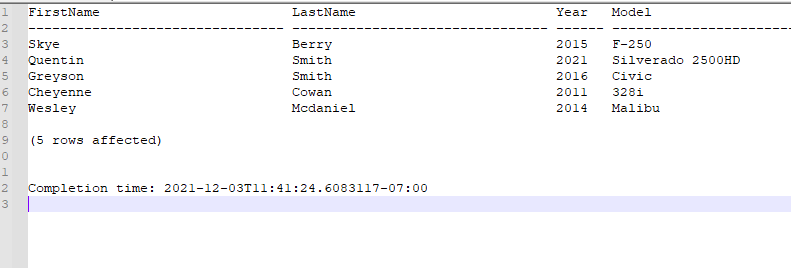 1 FirstName LastName Year Model
2 -------------------------------- -------------------------------- ------ -----------------------
3 Skye Berry 2015 F-250
4 Quentin Smith 2021 Silverado 2500HD
5 Greyson Smith 2016 Civic
6 Cheyenne Cowan 2011 328i
7 Wesley Mcdaniel 2014 Malibu
8
9 (5 rows affected)
0
1
2 Completion time: 2021-12-03T11:41:24.6083117-07:00
3